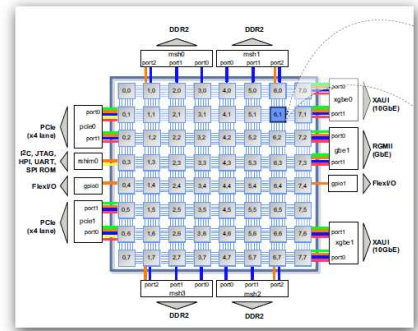 DDR2 DDR2
msh0 msh1
port2 port1 port0 port0 port1 port2
0,0 1,0 2,0 3,0 4,0 5,0 6,0 7,0
port0 xgbe0 XAUI (10GbE)
port1
PCIe (x4 lane) pcie0 port0 port1
0,1 1,1 2,1 3,1 4,1 5,1 6,1 7,1
0,2 1,2 2,2 3,2 4,2 5,2 6,2 7,2
port0 gbe1 port1 RGMII (GbE)
I²C, JTAG, HPI, UART, SPI ROM rshim0
0,3 1,3 2,3 3,3 4,3 5,3 6,3 7,3
FlexI/O gpio0
0,4 1,4 2,4 3,4 4,4 5,4 6,4 7,4
gpio1 FlexI/O
PCIe (x4 lane) pcie1 port1 port0
0,5 1,5 2,5 3,5 4,5 5,5 6,5 7,5
0,6 1,6 2,6 3,6 4,6 5,6 6,6 7,6
port1 xgbe1 port0 XAUI (10GbE)
0,7 1,7 2,7 3,7 4,7 5,7 6,7 7,7
port2 port1 port0 port0 port1 port2
msh3 msh2
DDR2 DDR2